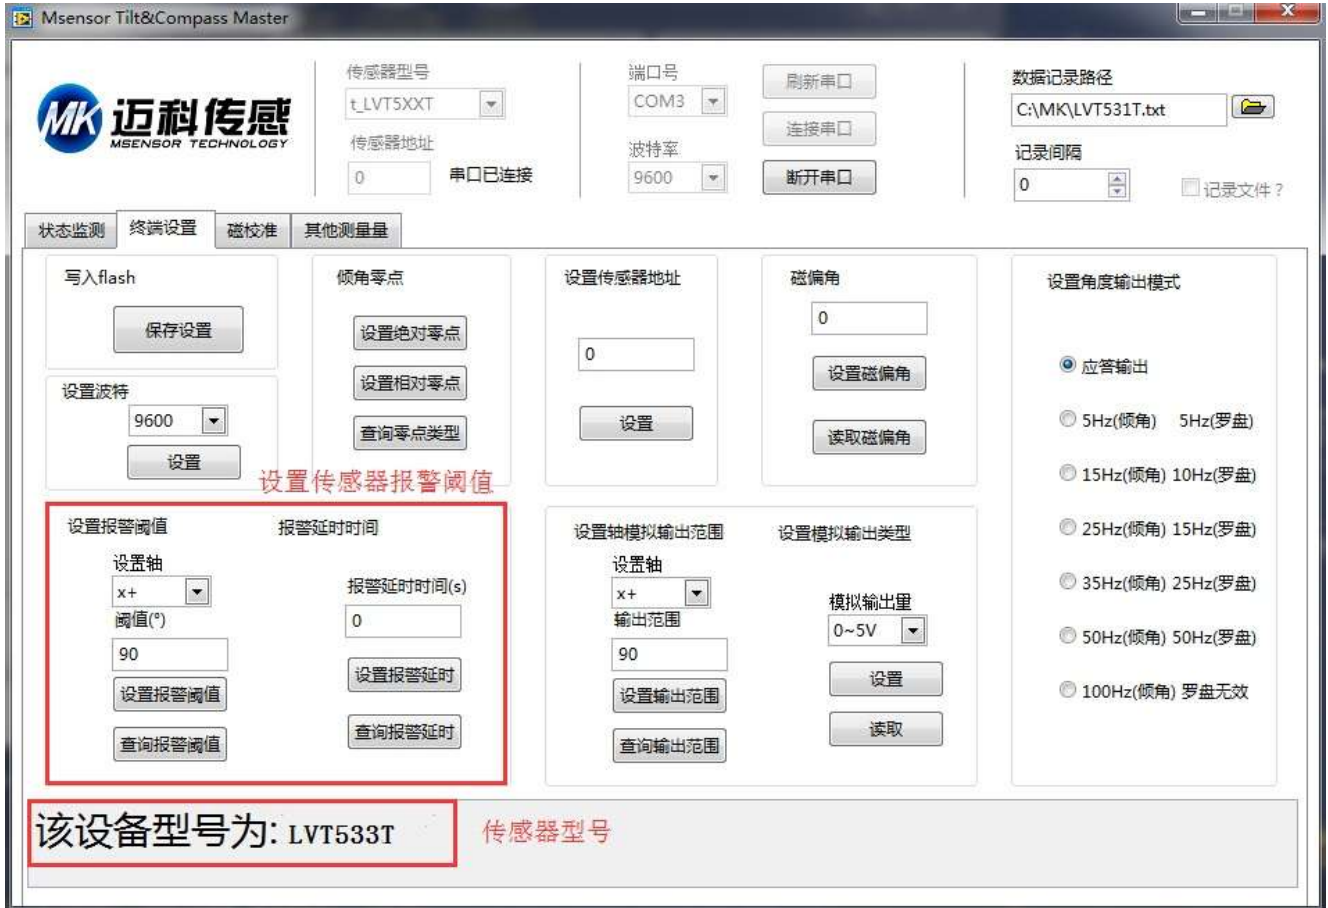 Msensor Tilt&Compass Master
MK 迈科传感
MSENSOR TECHNOLOGY
传感器型号
t_LVT5XXT
传感器地址
0
串口已连接
端口号
COM3
波特率
9600
刷新串口
连接串口
断开串口
数据记录路径
C:\MK\LVT531T.txt
记录间隔
0
记录文件?
状态监测 终端设置 磁校准 其他测量量
写入flash
保存设置
设置波特
9600
设置
倾角零点
设置绝对零点
设置相对零点
查询零点类型
设置传感器地址
0
设置
磁偏角
0
设置磁偏角
读取磁偏角
设置角度输出模式
应答输出
5Hz(倾角) 5Hz(罗盘)
15Hz(倾角) 10Hz(罗盘)
25Hz(倾角) 15Hz(罗盘)
35Hz(倾角) 25Hz(罗盘)
50Hz(倾角) 50Hz(罗盘)
100Hz(倾角) 罗盘无效
设置传感器报警阈值
设置报警阈值
设置轴
x+
阈值(°)
90
设置报警阈值
查询报警阈值
报警延时时间
报警延时时间(s)
0
设置报警延时
查询报警延时
设置轴模拟输出范围
设置轴
x+
输出范围
90
设置输出范围
查询输出范围
设置模拟输出类型
模拟输出量
0~5V
设置
读取
该设备型号为: LVT533T
传感器型号